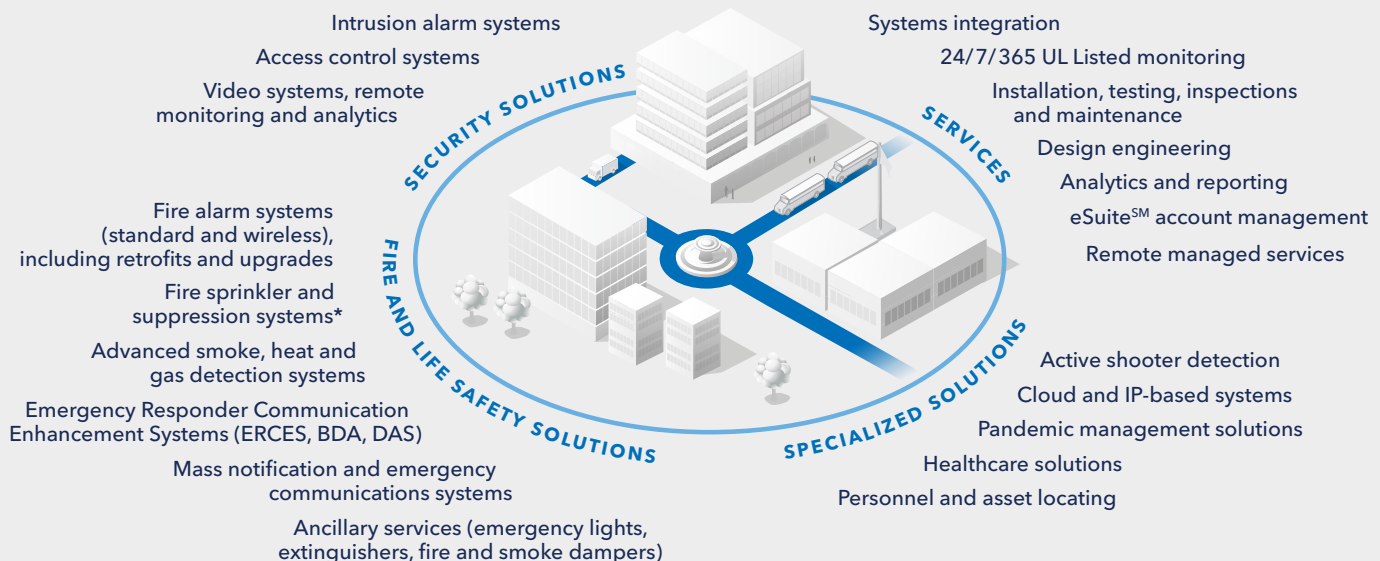 SECURITY SOLUTIONS
Intrusion alarm systems
Access control systems
Video systems, remote
monitoring and analytics
FIRE AND LIFE SAFETY SOLUTIONS
Fire alarm systems
(standard and wireless),
including retrofits and upgrades
Fire sprinkler and
suppression systems*
Advanced smoke, heat and
gas detection systems
Emergency Responder Communication
Enhancement Systems (ERCES, BDA, DAS)
Mass notification and emergency
communications systems
Ancillary services (emergency lights,
extinguishers, fire and smoke dampers)
SERVICES
Systems integration
24/7/365 UL Listed monitoring
Installation, testing, inspections
and maintenance
Design engineering
Analytics and reporting
eSuite℠ account management
Remote managed services
SPECIALIZED SOLUTIONS
Active shooter detection
Cloud and IP-based systems
Pandemic management solutions
Healthcare solutions
Personnel and asset locating